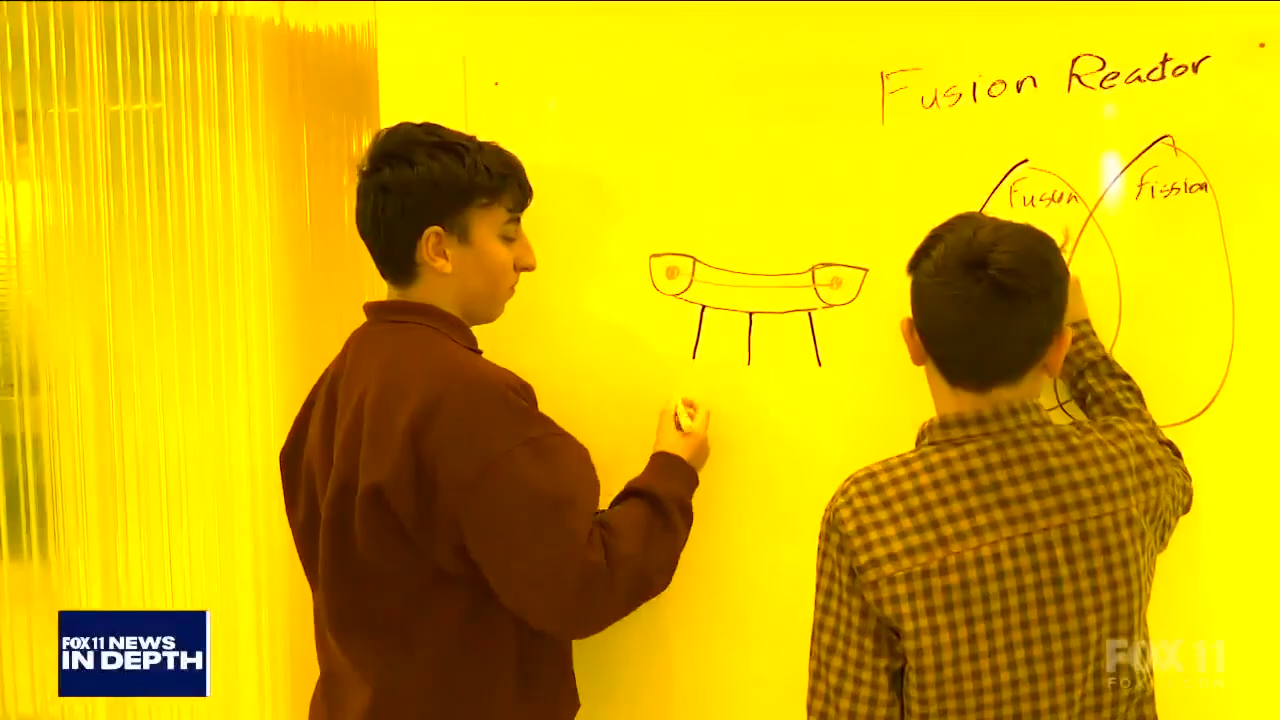 Fusion Reactor
Fusion
Fission
FOX 11 NEWS
IN DEPTH
FOX 11